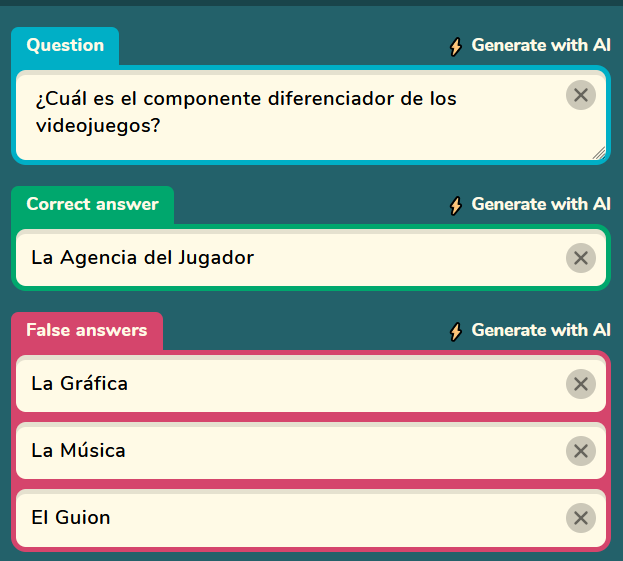 Question
Generate with AI
¿Cuál es el componente diferenciador de los
videojuegos?
Correct answer
Generate with AI
La Agencia del Jugador
False answers
Generate with AI
La Gráfica
La Música
El Guion